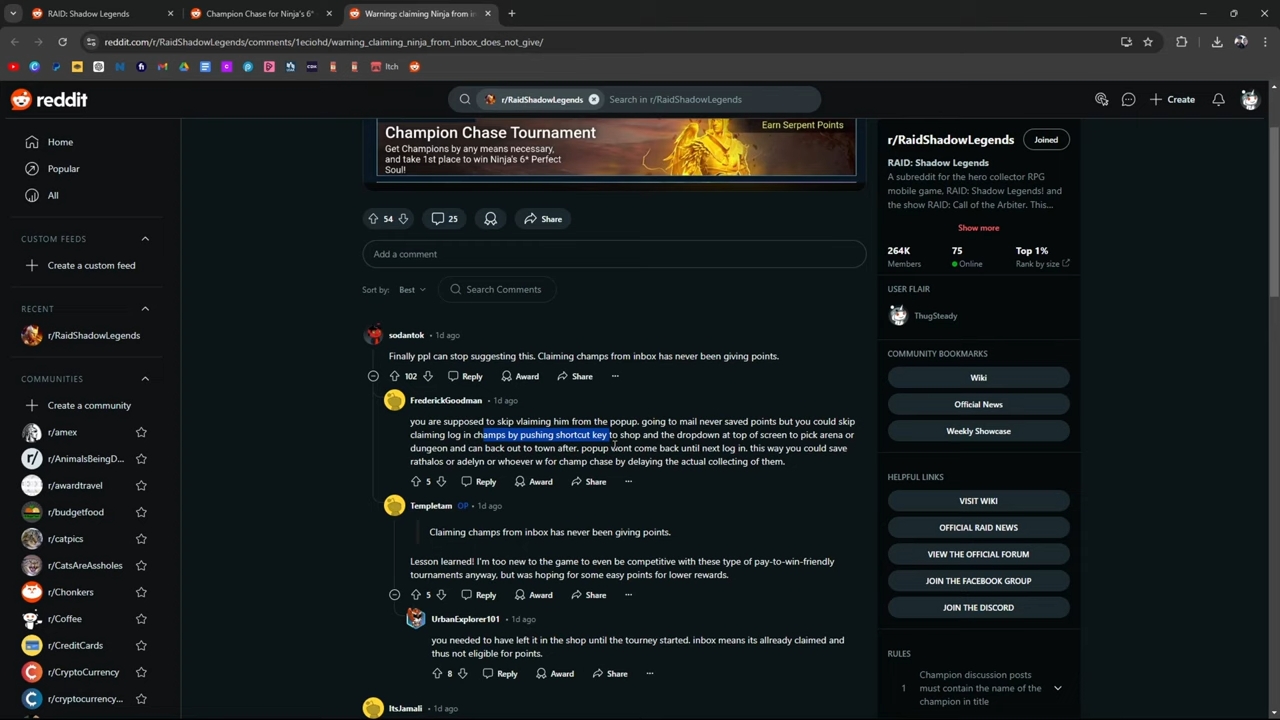 RAID: Shadow Legends
Champion Chase for Ninja's 6*
Warning: claiming Ninja from in
reddit.com/r/RaidShadowLegends/comments/1eciohd/warning_claiming_ninja_from_inbox_does_not_give/
Itch
reddit
r/RaidShadowLegends
Search in r/RaidShadowLegends
Create
Home
Popular
All
CUSTOM FEEDS
Create a custom feed
RECENT
r/RaidShadowLegends
COMMUNITIES
Create a community
r/amex
r/AnimalsBeingD...
r/awardtravel
r/budgetfood
r/catpics
r/CatsAreAssholes
r/Chonkers
r/Coffee
r/CreditCards
r/CryptoCurrency
r/cryptocurrency...
Champion Chase Tournament
Get Champions by any means necessary,
and take 1st place to win Ninja's 6* Perfect
Soul!
Earn Serpent Points
54
25
Share
Add a comment
Sort by: Best
Search Comments
sodantok • 1d ago
Finally ppl can stop suggesting this. Claiming champs from inbox has never been giving points.
102 Reply Award Share ...
FrederickGoodman • 1d ago
you are supposed to skip vlaiming him from the popup. going to mail never saved points but you could skip
claiming log in champs by pushing shortcut key to shop and the dropdown at top of screen to pick arena or
dungeon and can back out to town after. popup wont come back until next log in. this way you could save
rathalos or adelyn or whoever w for champ chase by delaying the actual collecting of them.
5 Reply Award Share ...
Templetam OP • 1d ago
Claiming champs from inbox has never been giving points.
Lesson learned! I'm too new to the game to even be competitive with these type of pay-to-win-friendly
tournaments anyway, but was hoping for some easy points for lower rewards.
5 Reply Award Share ...
UrbanExplorer101 • 1d ago
you needed to have left it in the shop until the tourney started. inbox means its already claimed and
thus not eligible for points.
8 Reply Award Share ...
ItsJamali • 1d ago
r/RaidShadowLegends
Joined
RAID: Shadow Legends
A subreddit for the hero collector RPG
mobile game, RAID: Shadow Legends! and
the show RAID: Call of the Arbiter. This...
Show more
264K
Members
75
Online
Top 1%
Rank by size
USER FLAIR
ThugSteady
COMMUNITY BOOKMARKS
Wiki
Official News
Weekly Showcase
HELPFUL LINKS
VISIT WIKI
OFFICIAL RAID NEWS
VIEW THE OFFICIAL FORUM
JOIN THE FACEBOOK GROUP
JOIN THE DISCORD
RULES
1
Champion discussion posts
must contain the name of the
champion in title